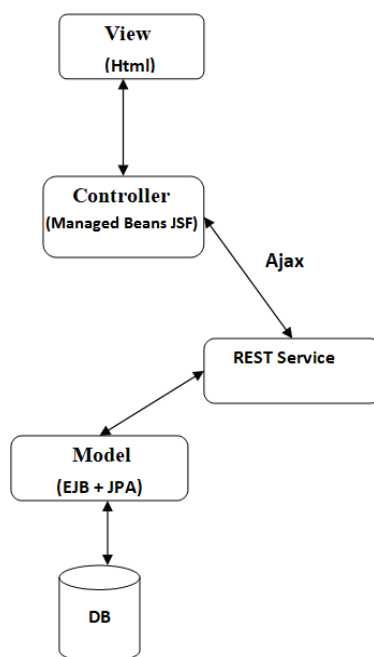 View
(Html)
Controller
(Managed Beans JSF)
Ajax
REST Service
Model
(EJB + JPA)
DB